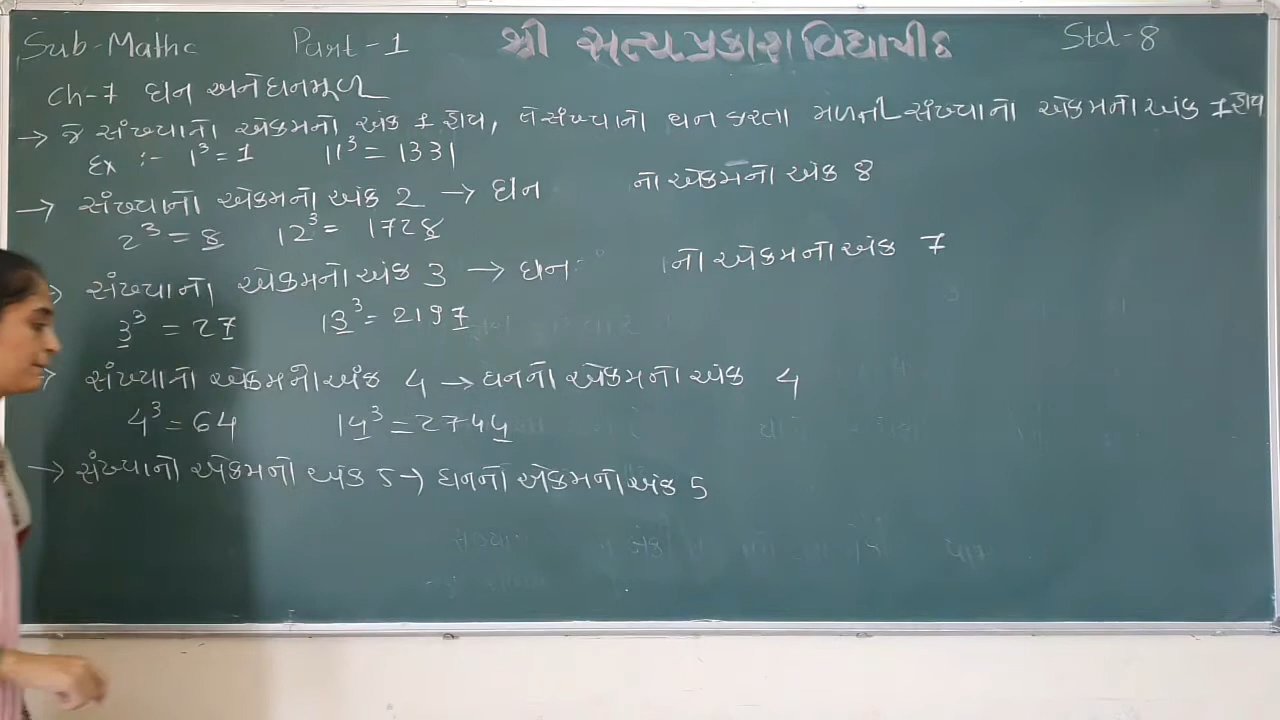 Sub-Maths Part-1 શ્રી સત્યપ્રકાશ વિદ્યાપીઠ Std-8
Ch-7 ઘન અને ઘનમૂળ
→ જે સંખ્યાનો એકમનો અંક 1 હોય, તે સંખ્યાનો ઘન કરતા મળતી સંખ્યાનો એકમનો અંક 1 હોય
Ex :- 1³ = 1 11³ = 1331
→ સંખ્યાનો એકમનો અંક 2 → ઘન નો એકમનો અંક 8
2³ = 8 12³ = 1728
સંખ્યાનો એકમનો અંક 3 → ઘન નો એકમનો અંક 7
3³ = 27 13³ = 2197
સંખ્યાનો એકમનો અંક 4 → ઘનનો એકમનો અંક 4
4³ = 64 14³ = 2744
→ સંખ્યાનો એકમનો અંક 5 → ઘનનો એકમનો અંક 5